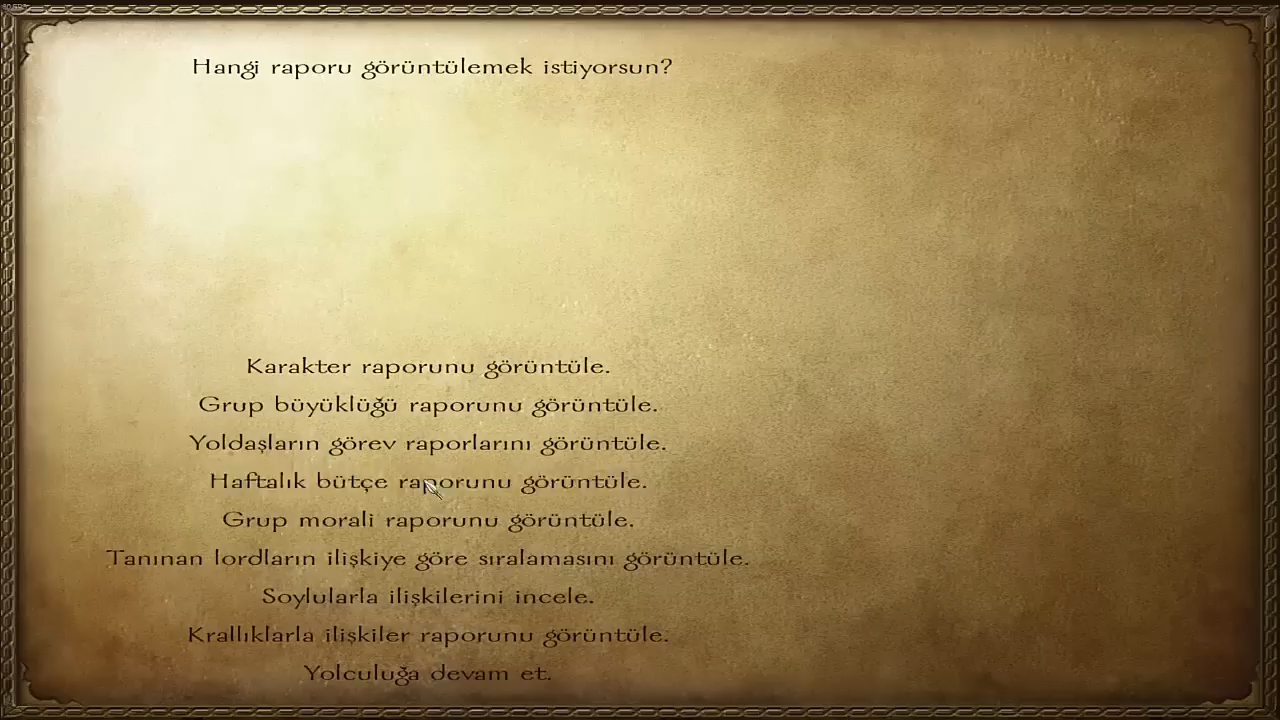 Hangi raporu görüntülemek istiyorsun?
Karakter raporunu görüntüle.
Grup büyüklüğü raporunu görüntüle.
Yoldaşların görev raporlarını görüntüle.
Haftalık bütçe raporunu görüntüle.
Grup morali raporunu görüntüle.
Tanınan lordların ilişkiye göre sıralamasını görüntüle.
Soylularla ilişkilerini incele.
Krallıklarla ilişkiler raporunu görüntüle.
Yolculuğa devam et.